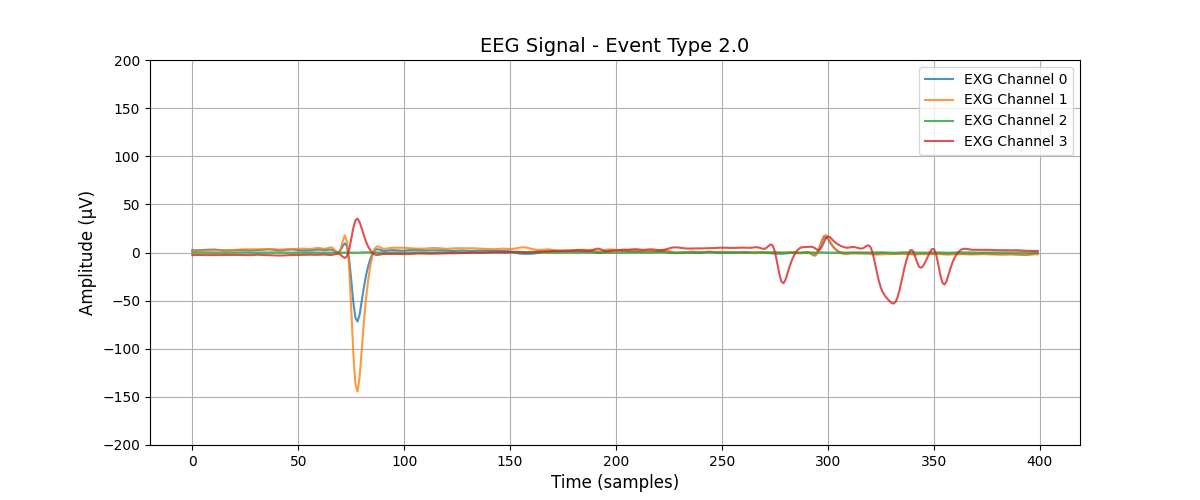 EEG Signal - Event Type 2.0
EXG Channel 0
EXG Channel 1
EXG Channel 2
EXG Channel 3
Amplitude (µV)
200
150
100
50
0
−50
−100
−150
−200
0 50 100 150 200 250 300 350 400
Time (samples)